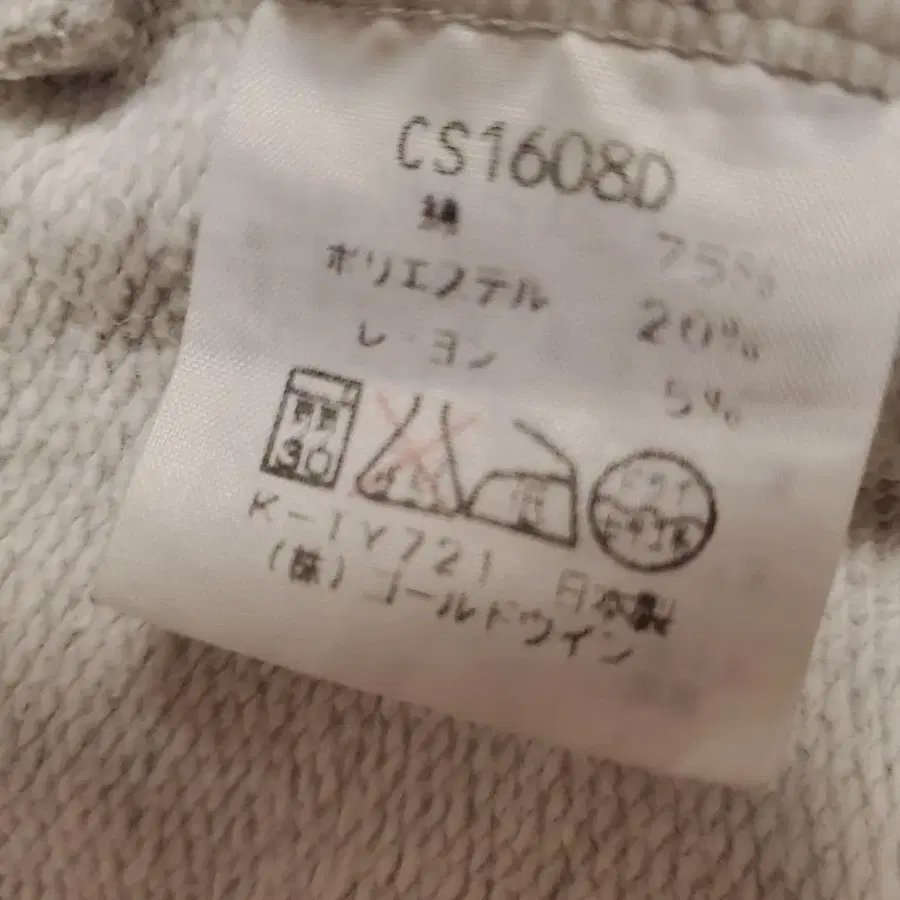 CS1608D
綿 75%
ポリエステル 20%
レーヨン 5%
30 中
K-TY721 日本製
(株)ゴールドウイン